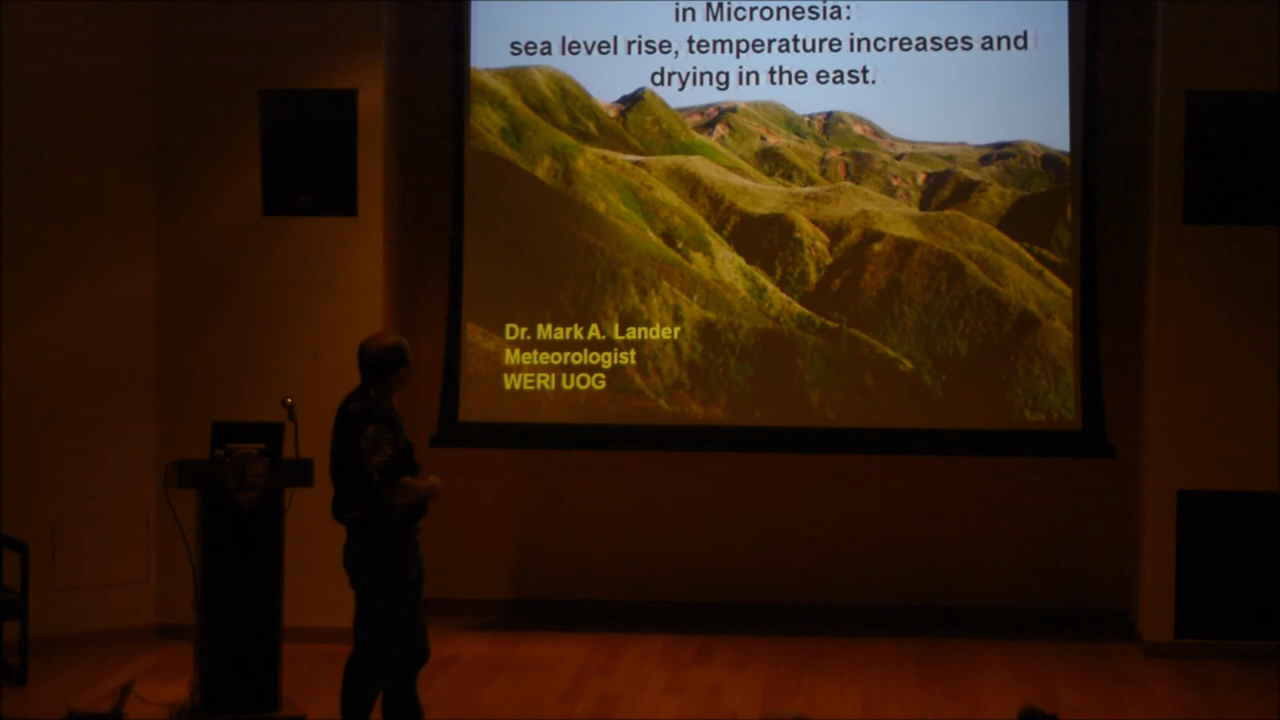 in Micronesia:
sea level rise, temperature increases and
drying in the east.
Dr. Mark A. Lander
Meteorologist
WERI UOG